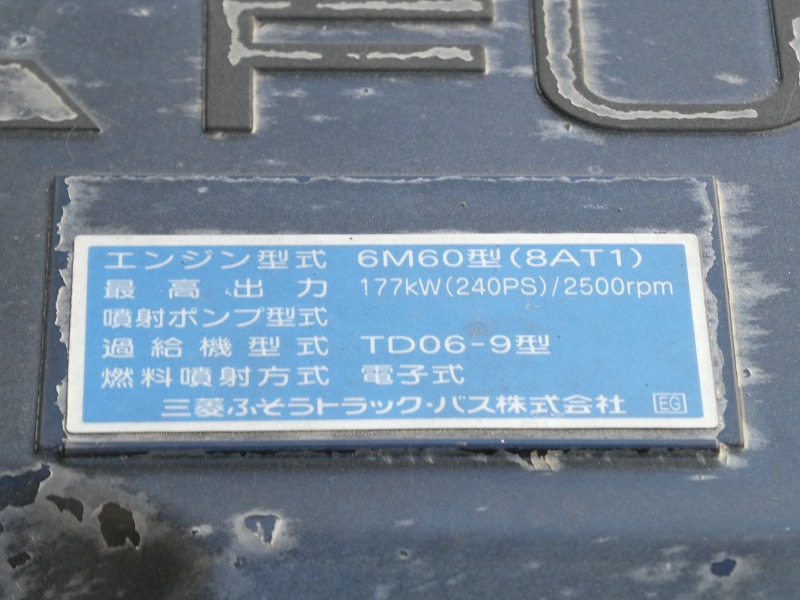 FU
エンジン型式 6M60型(8AT1)
最高出力 177kW(240PS)/2500rpm
噴射ポンプ型式
過給機型式 TD06-9型
燃料噴射方式 電子式
三菱ふそうトラック・バス株式会社 EG